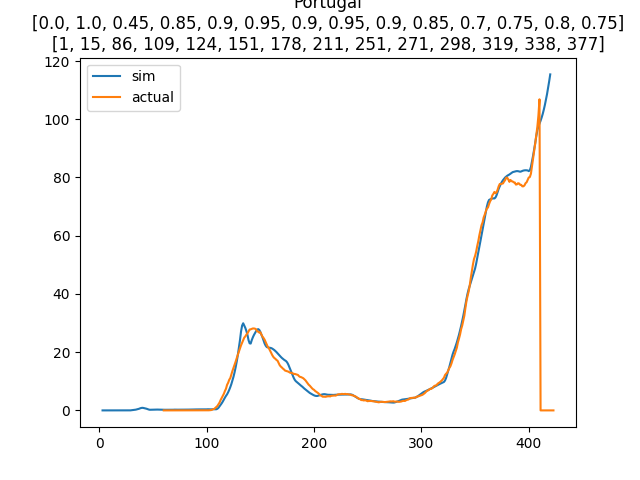 Portugal
[0.0, 1.0, 0.45, 0.85, 0.9, 0.95, 0.9, 0.95, 0.9, 0.85, 0.7, 0.75, 0.8, 0.75]
[1, 15, 86, 109, 124, 151, 178, 211, 251, 271, 298, 319, 338, 377]
sim
actual
120
100
80
60
40
20
0
0 100 200 300 400